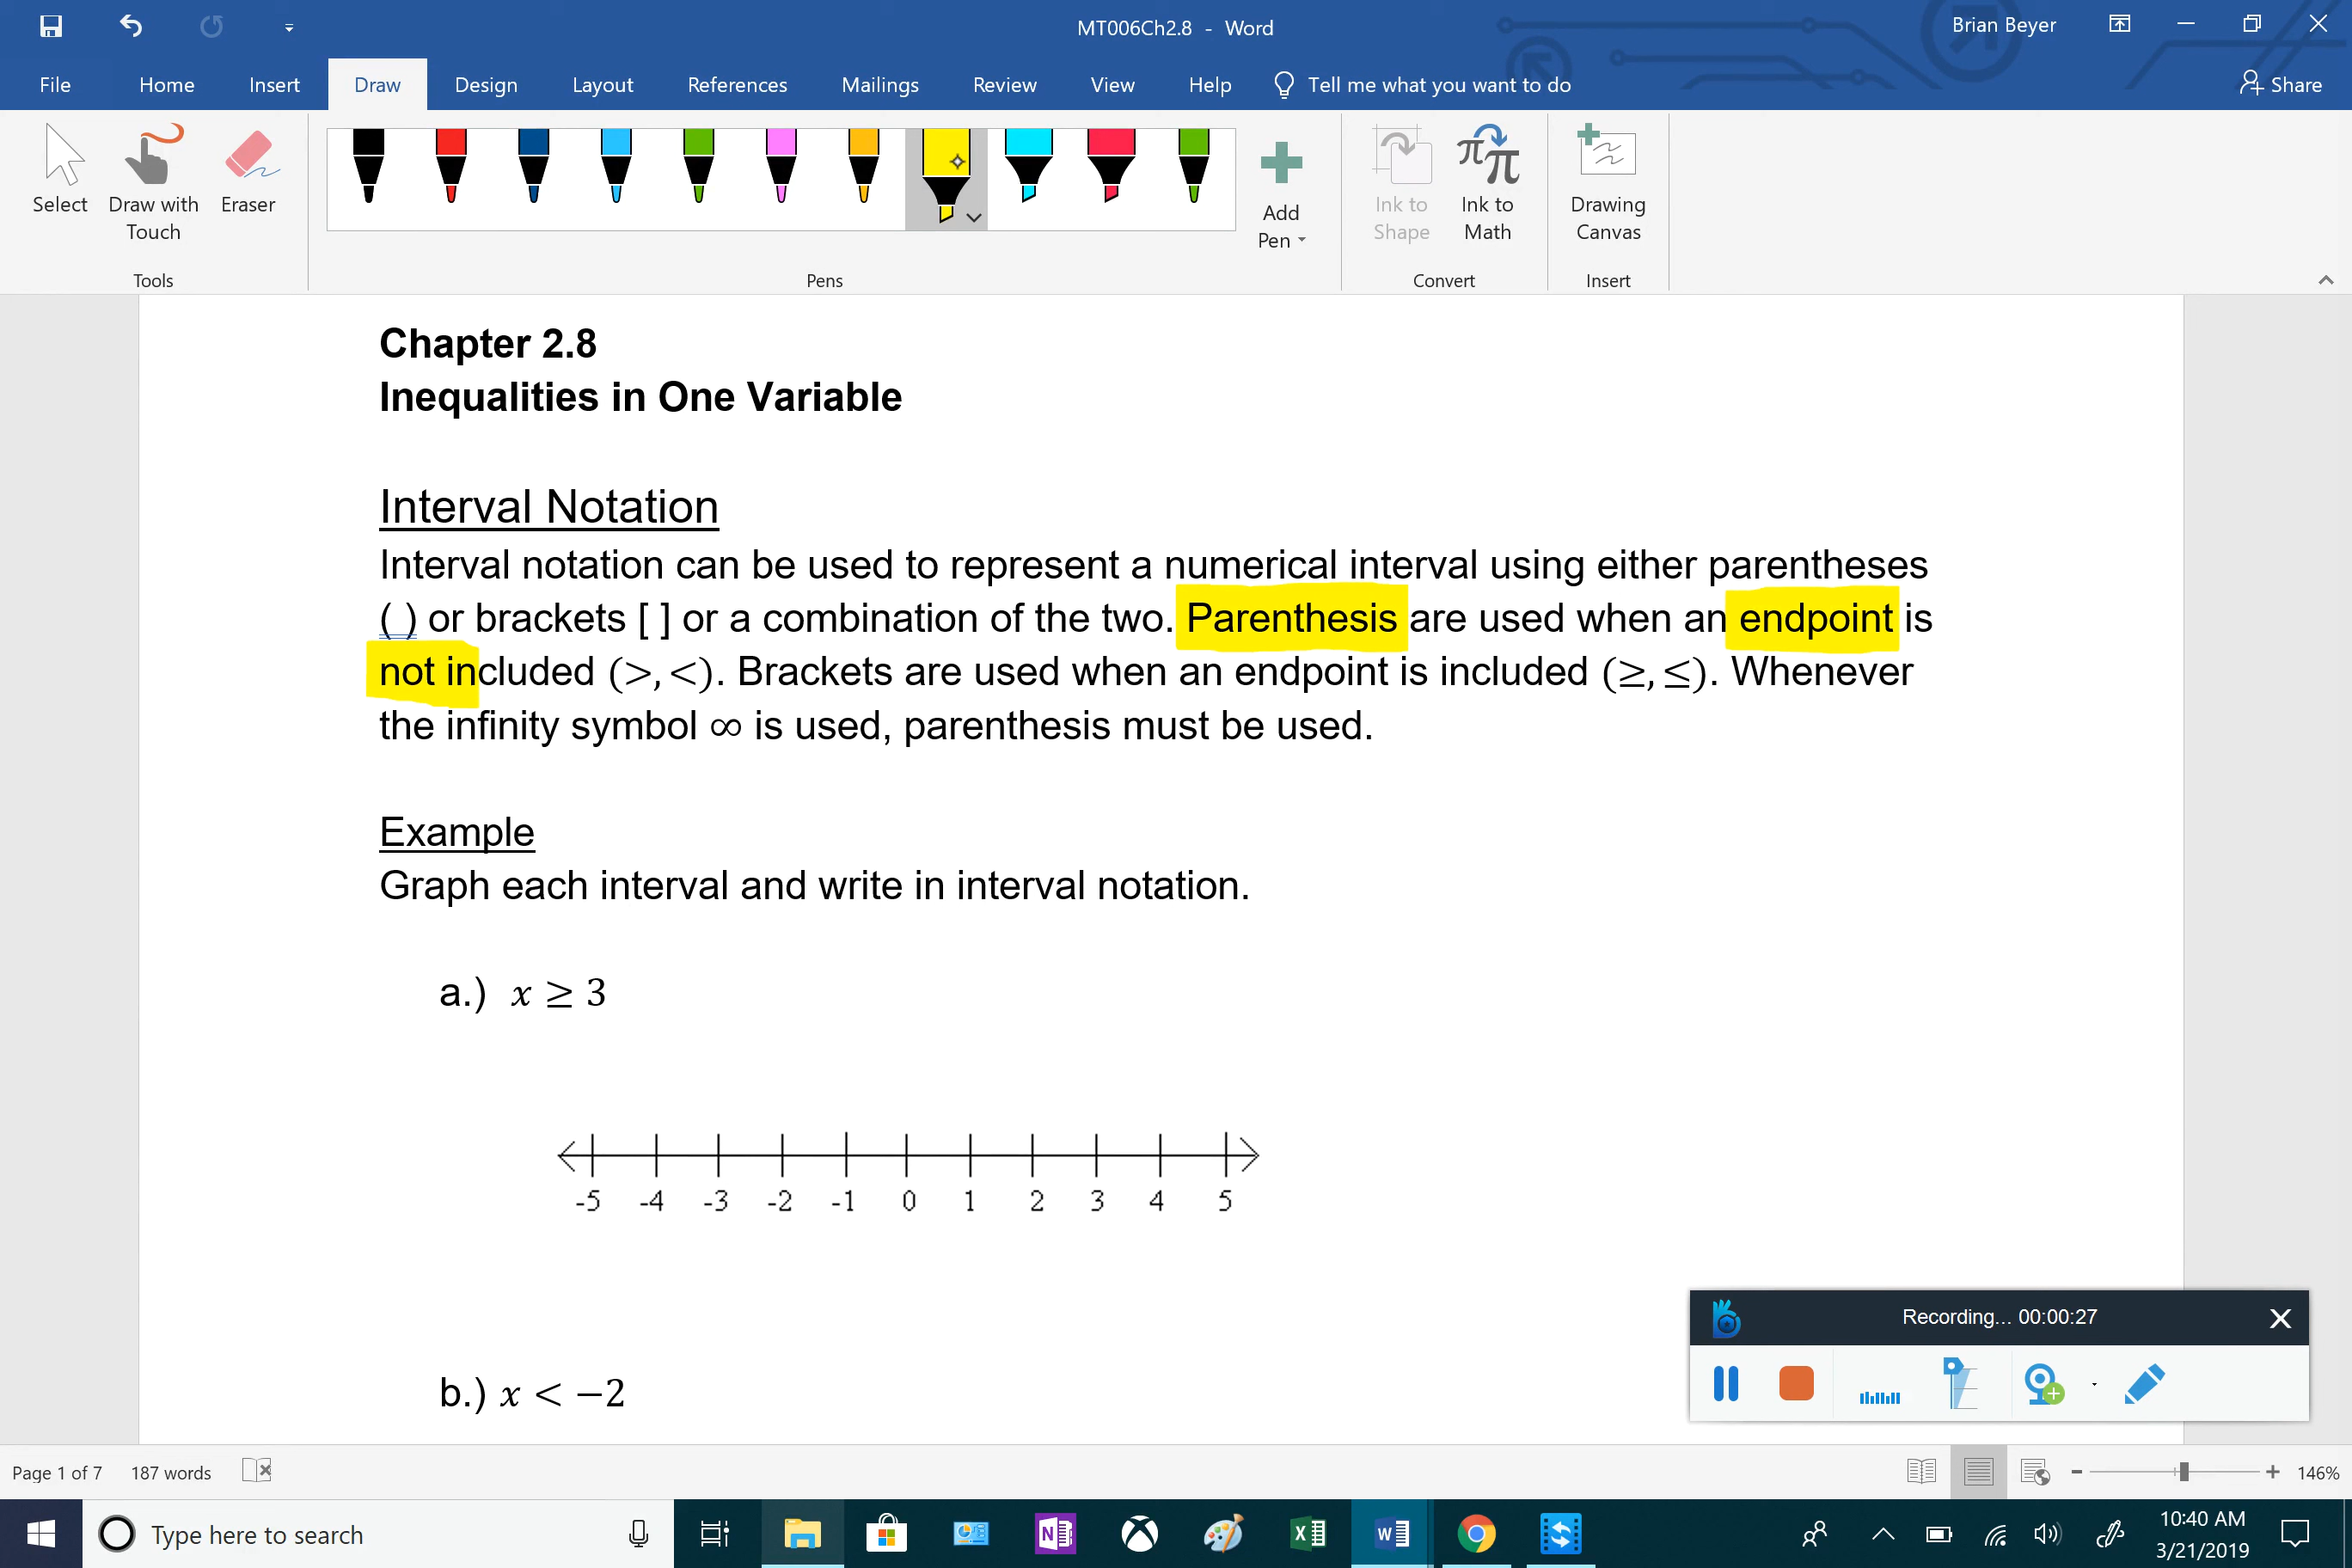 MT006Ch2.8 - Word
Brian Beyer
File Home Insert Draw Design Layout References Mailings Review View Help Tell me what you want to do Share
Select Draw with Touch Eraser Add Pen Ink to Shape Ink to Math Drawing Canvas
Tools Pens Convert Insert
Chapter 2.8
Inequalities in One Variable
Interval Notation
Interval notation can be used to represent a numerical interval using either parentheses
( ) or brackets [ ] or a combination of the two. Parenthesis are used when an endpoint is
not included (>, <). Brackets are used when an endpoint is included (≥, ≤). Whenever
the infinity symbol ∞ is used, parenthesis must be used.
Example
Graph each interval and write in interval notation.
a.) x ≥ 3
-5 -4 -3 -2 -1 0 1 2 3 4 5
Recording... 00:00:27
b.) x < −2
Page 1 of 7 187 words 146%
Type here to search
10:40 AM
3/21/2019